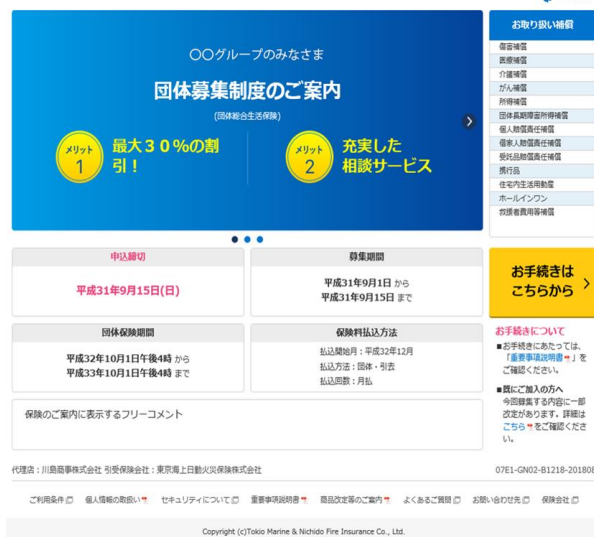 〇〇グループのみなさま
団体募集制度のご案内
(団体総合生活保険)
メリット
1
最大30%の割
引！
メリット
2
充実した
相談サービス
お取り扱い補償
傷害補償
医療補償
介護補償
がん補償
所得補償
団体長期障害所得補償
個人賠償責任補償
借家人賠償責任補償
受託品賠償責任補償
携行品
住宅内生活用動産
ホールインワン
救援者費用等補償
申込締切
平成31年9月15日(日)
募集期間
平成31年9月1日 から
平成31年9月15日 まで
お手続きは
こちらから
団体保険期間
平成32年10月1日午後4時 から
平成33年10月1日午後4時 まで
保険料払込方法
払込開始月：平成32年12月
払込方法：団体・引去
払込回数：月払
お手続きについて
■お手続きにあたっては、
「重要事項説明書」を
ご確認ください。
■既にご加入の方へ
今回募集する内容に一部
改定があります。詳細は
こちらをご確認くださ
い。
保険のご案内に表示するフリーコメント
代理店：川島商事株式会社 引受保険会社：東京海上日動火災保険株式会社
07E1-GN02-B1218-201808
ご利用条件 個人情報の取扱い セキュリティについて 重要事項説明書 商品改定等のご案内 よくあるご質問 お問い合わせ先 保険会社
Copyright (c)Tokio Marine & Nichido Fire Insurance Co., Ltd.